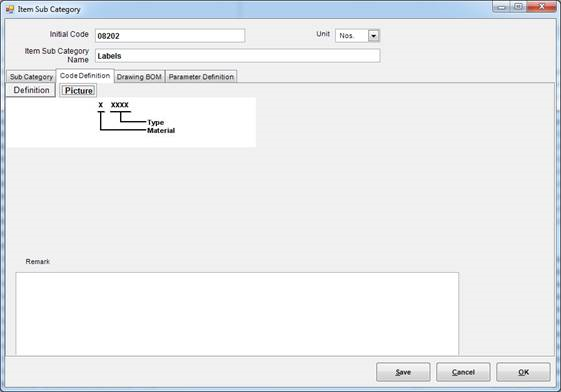 Item Sub Category
Initial Code 08202 Unit Nos.
Item Sub Category Name Labels
Sub Category Code Definition Drawing BOM Parameter Definition
Definition Picture
X XXXX
Type
Material
Remark
Save Cancel OK